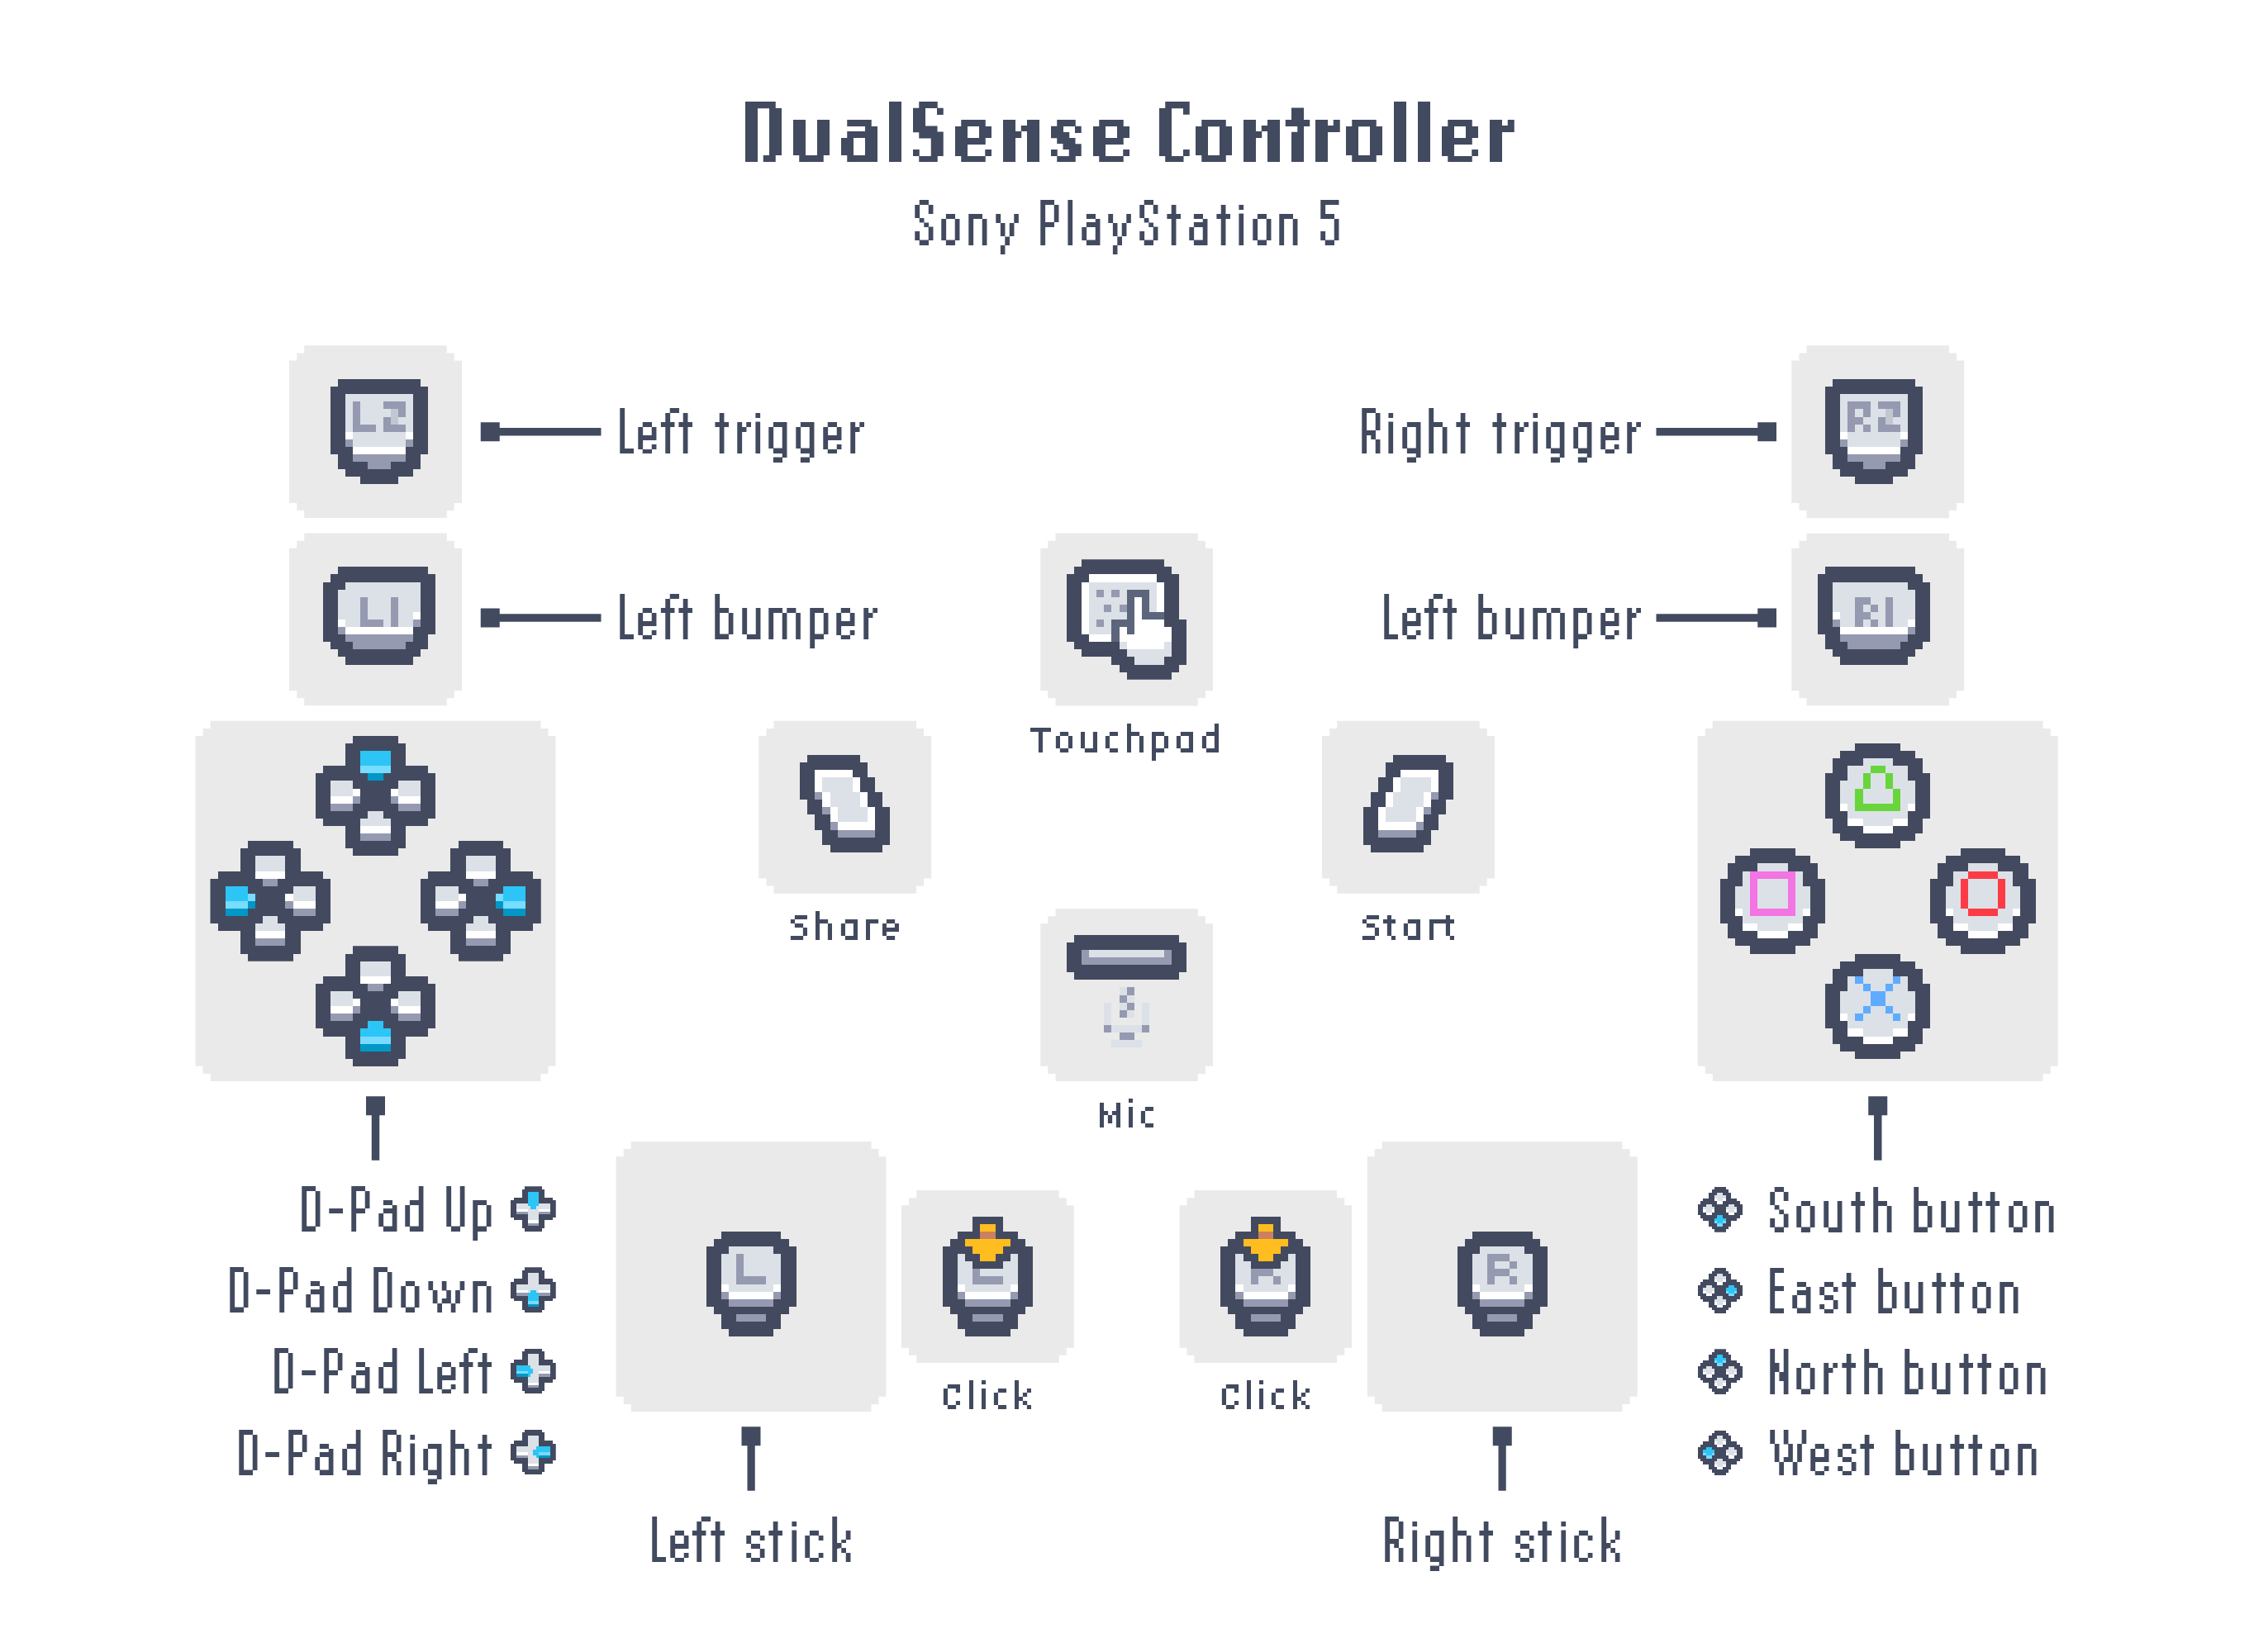 DualSense Controller
Sony PlayStation 5
L2
Left trigger
Right trigger
R2
L1
Left bumper
Left bumper
R1
Touchpad
Share
Start
Mic
D-Pad Up
D-Pad Down
D-Pad Left
D-Pad Right
L
L
Click
R
Click
R
South button
East button
North button
West button
Left stick
Right stick